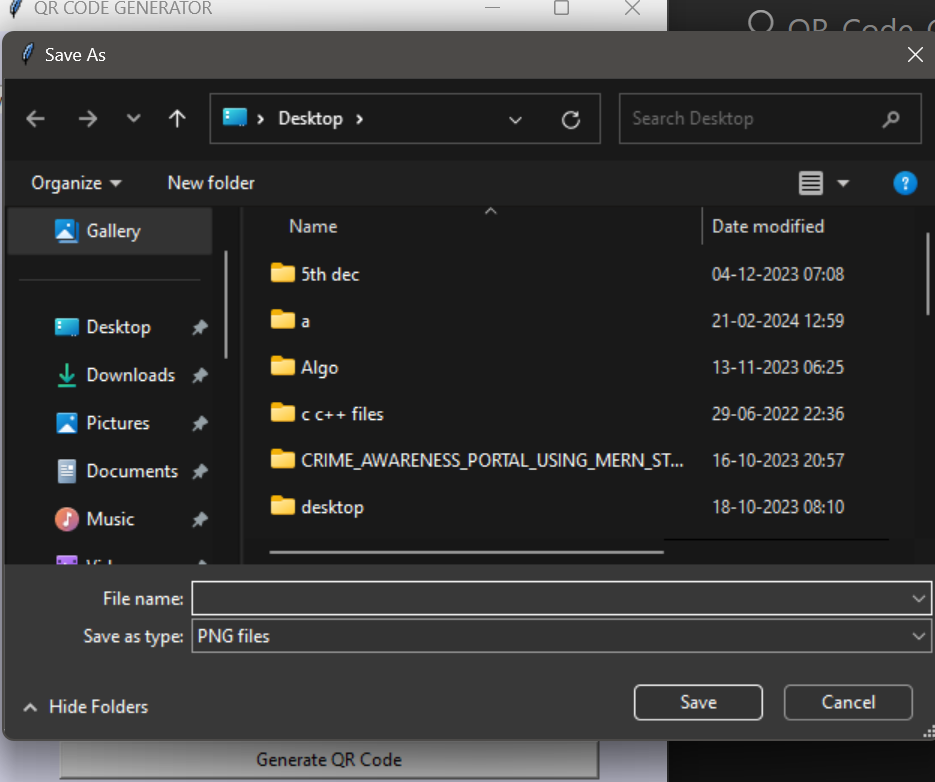 QR CODE GENERATOR
QR Code
Save As
Desktop
Search Desktop
Organize
New folder
?
Gallery
Desktop
Downloads
Pictures
Documents
Music
Name
Date modified
5th dec 04-12-2023 07:08
a 21-02-2024 12:59
Algo 13-11-2023 06:25
c c++ files 29-06-2022 22:36
CRIME_AWARENESS_PORTAL_USING_MERN_ST... 16-10-2023 20:57
desktop 18-10-2023 08:10
File name:
Save as type: PNG files
Hide Folders
Save
Cancel
Generate QR Code